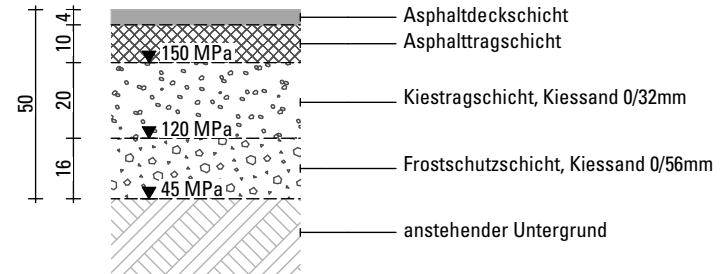 4
Asphaltdeckschicht
10
Asphalttragschicht
150 MPa
50
20
Kiestragschicht, Kiessand 0/32mm
120 MPa
16
Frostschutzschicht, Kiessand 0/56mm
45 MPa
anstehender Untergrund